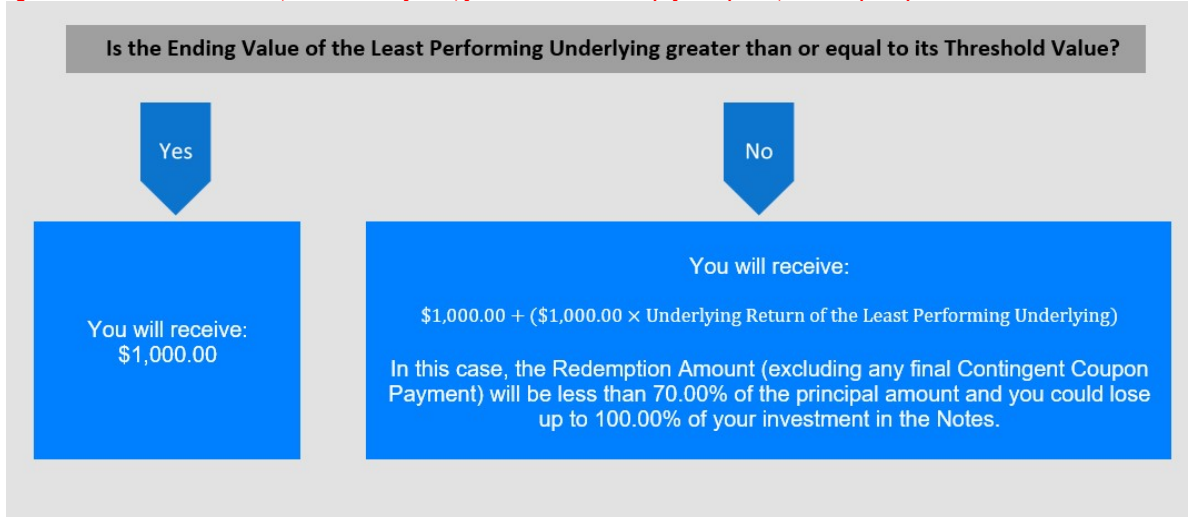 Is the Ending Value of the Least Performing Underlying greater than or equal to its Threshold Value?
Yes
No
You will receive:
$1,000.00
You will receive:
$1,000.00 + ($1,000.00 × Underlying Return of the Least Performing Underlying)
In this case, the Redemption Amount (excluding any final Contingent Coupon
Payment) will be less than 70.00% of the principal amount and you could lose
up to 100.00% of your investment in the Notes.